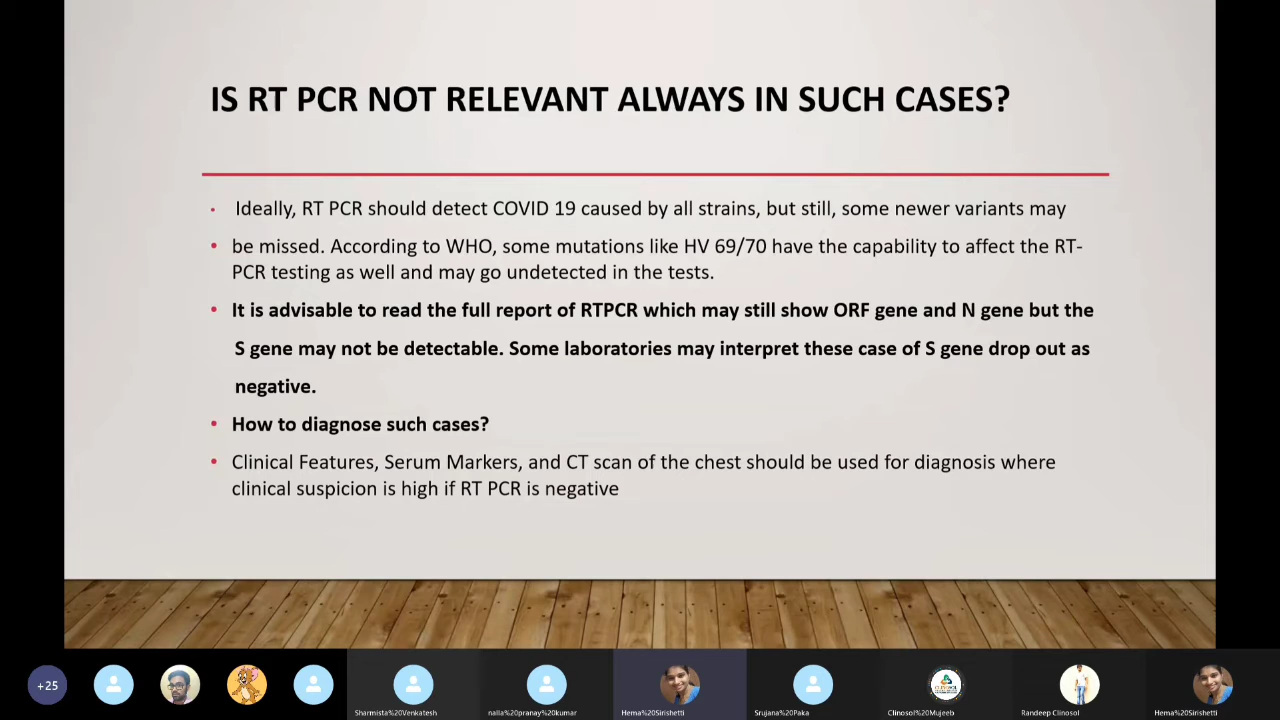 IS RT PCR NOT RELEVANT ALWAYS IN SUCH CASES?
• Ideally, RT PCR should detect COVID 19 caused by all strains, but still, some newer variants may
• be missed. According to WHO, some mutations like HV 69/70 have the capability to affect the RT-
PCR testing as well and may go undetected in the tests.
• It is advisable to read the full report of RTPCR which may still show ORF gene and N gene but the
S gene may not be detectable. Some laboratories may interpret these case of S gene drop out as
negative.
• How to diagnose such cases?
• Clinical Features, Serum Markers, and CT scan of the chest should be used for diagnosis where
clinical suspicion is high if RT PCR is negative
+25
Sharmista%20Venkatesh
nalla%20pranay%20kumar
Hema%20Sirishetti
Srujana%20Paka
CLINOSOL
Clinosol%20Mujeeb
Randeep Clinosol
Hema%20Sirishetti